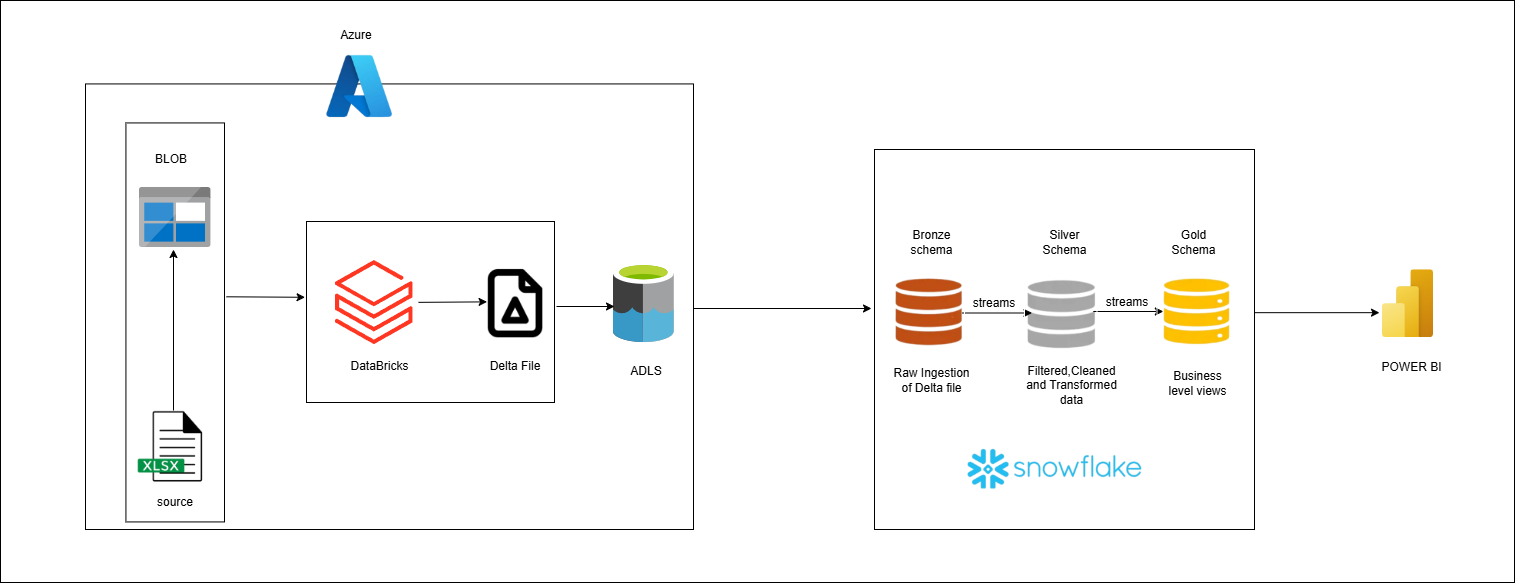 Azure
BLOB
XLSX
source
DataBricks
Delta File
ADLS
Bronze
schema
Silver
Schema
Gold
Schema
streams
streams
Raw Ingestion
of Delta file
Filtered,Cleaned
and Transformed
data
Business
level views
snowflake
POWER BI